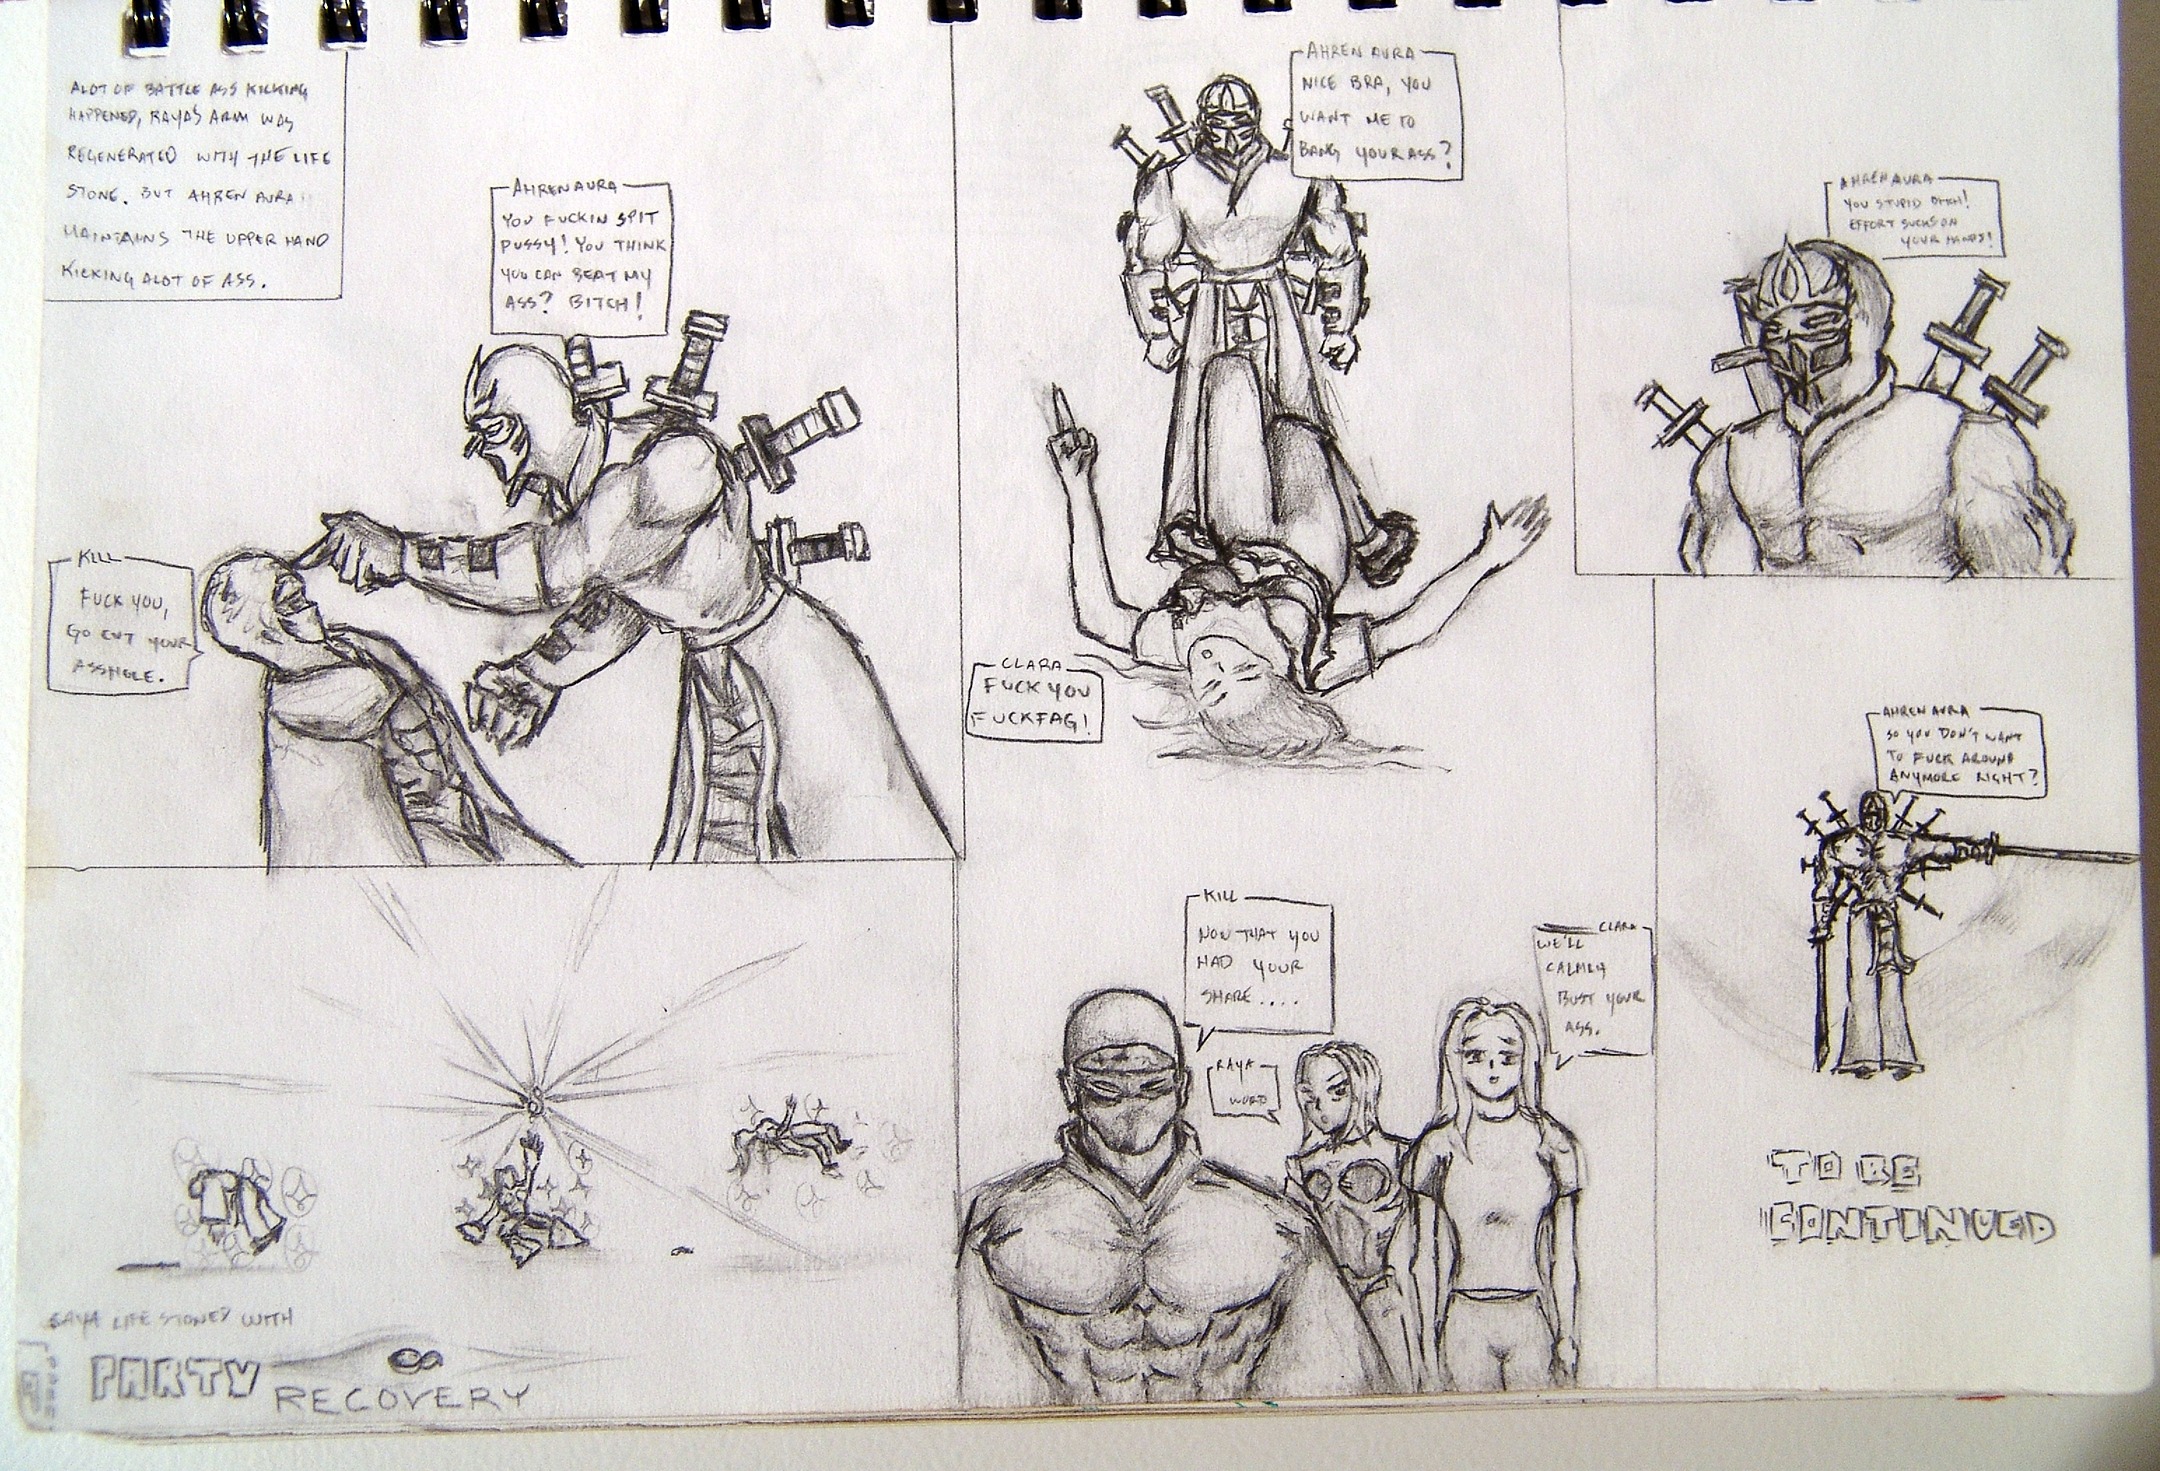 ALOT OF BATTLE ASS KICKING
HAPPENED, RAYA'S ARM WAS
REGENERATED WITH THE LIFE
STONE. BUT AHREN AURA
MAINTAINS THE UPPER HAND
KICKING ALOT OF ASS.
AHREN AURA
YOU FUCKIN SPIT
PUSSY! YOU THINK
YOU CAN BEAT MY
ASS? BITCH!
KILL
FUCK YOU,
GO CUT YOUR
ASSHOLE.
AHREN AURA
NICE BRA, YOU
WANT ME TO
BANG YOUR ASS?
CLARA
FUCK YOU
FUCKFAG!
AHREN AURA
YOU STUPID BITCH!
EFFORT SUCKS ON
YOUR HANDS!
RAYA LIFE STONED WITH
PARTY
RECOVERY
KILL
NOW THAT YOU
HAD YOUR
SHARE....
RAYA
WORD
CLARA
WE'LL
CALMLY
BUST YOUR
ASS.
AHREN AURA
SO YOU DON'T WANT
TO FUCK AROUND
ANYMORE RIGHT?
TO BE
CONTINUED